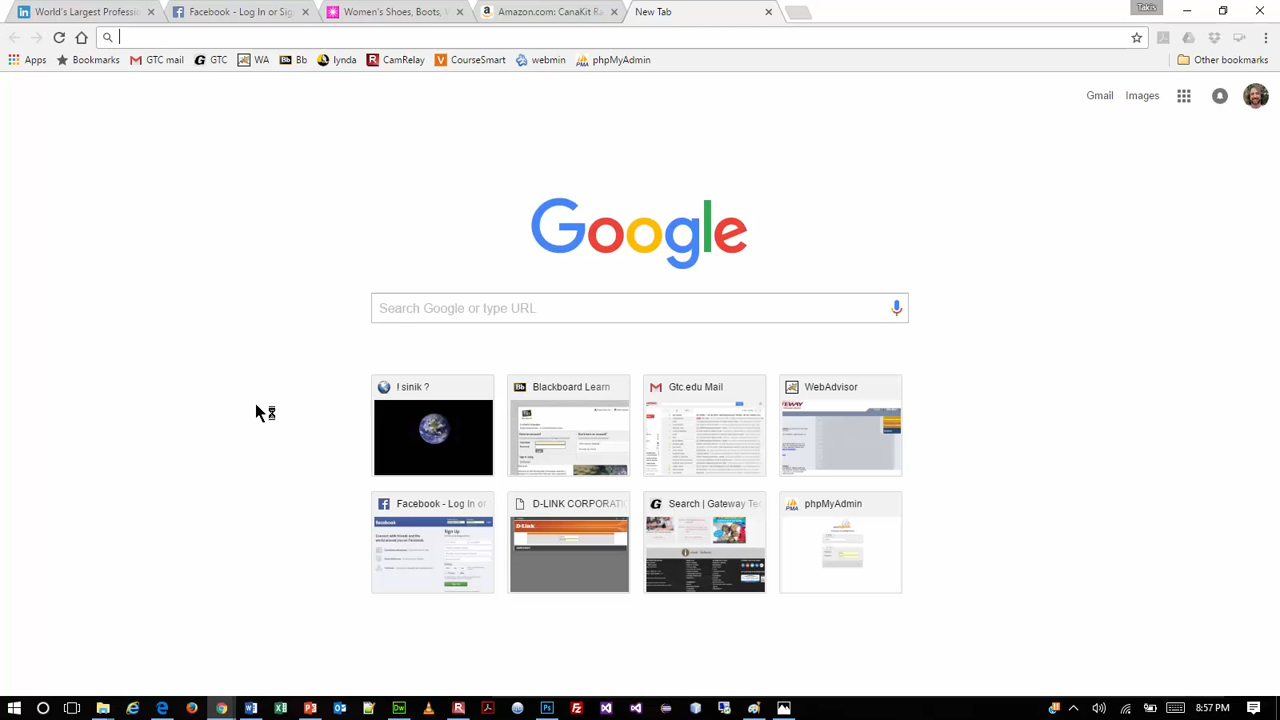 World's Largest Professi
Facebook - Log In or Sig
Women's Shoes, Boots,
Amazon.com: CanaKit Ra
New Tab
Takis
Apps
Bookmarks
GTC mail
GTC
WA
Bb
lynda
CamRelay
CourseSmart
webmin
phpMyAdmin
Other bookmarks
Gmail
Images
Google
Search Google or type URL
! sinik ?
Blackboard Learn
Gtc.edu Mail
WebAdvisor
Facebook - Log In or
D-LINK CORPORATI
Search | Gateway Tec
phpMyAdmin
8:57 PM